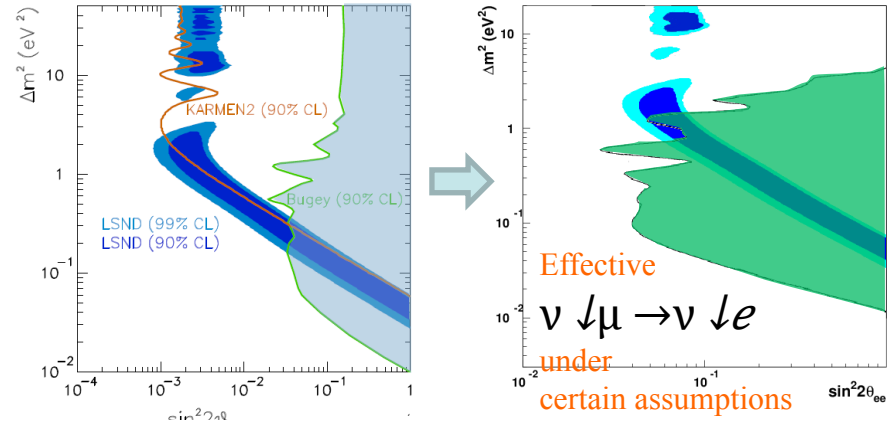 Δm² (eV²)
10
1
10⁻¹
10⁻²
10⁻⁴
10⁻³
10⁻²
10⁻¹
1
KARMEN2 (90% CL)
Bugey (90% CL)
LSND (99% CL)
LSND (90% CL)
Δm² (eV²)
10
1
10⁻¹
10⁻²
Effective
ν ↓μ →ν ↓e
under
certain assumptions
10⁻²
10⁻¹
sin²2θee